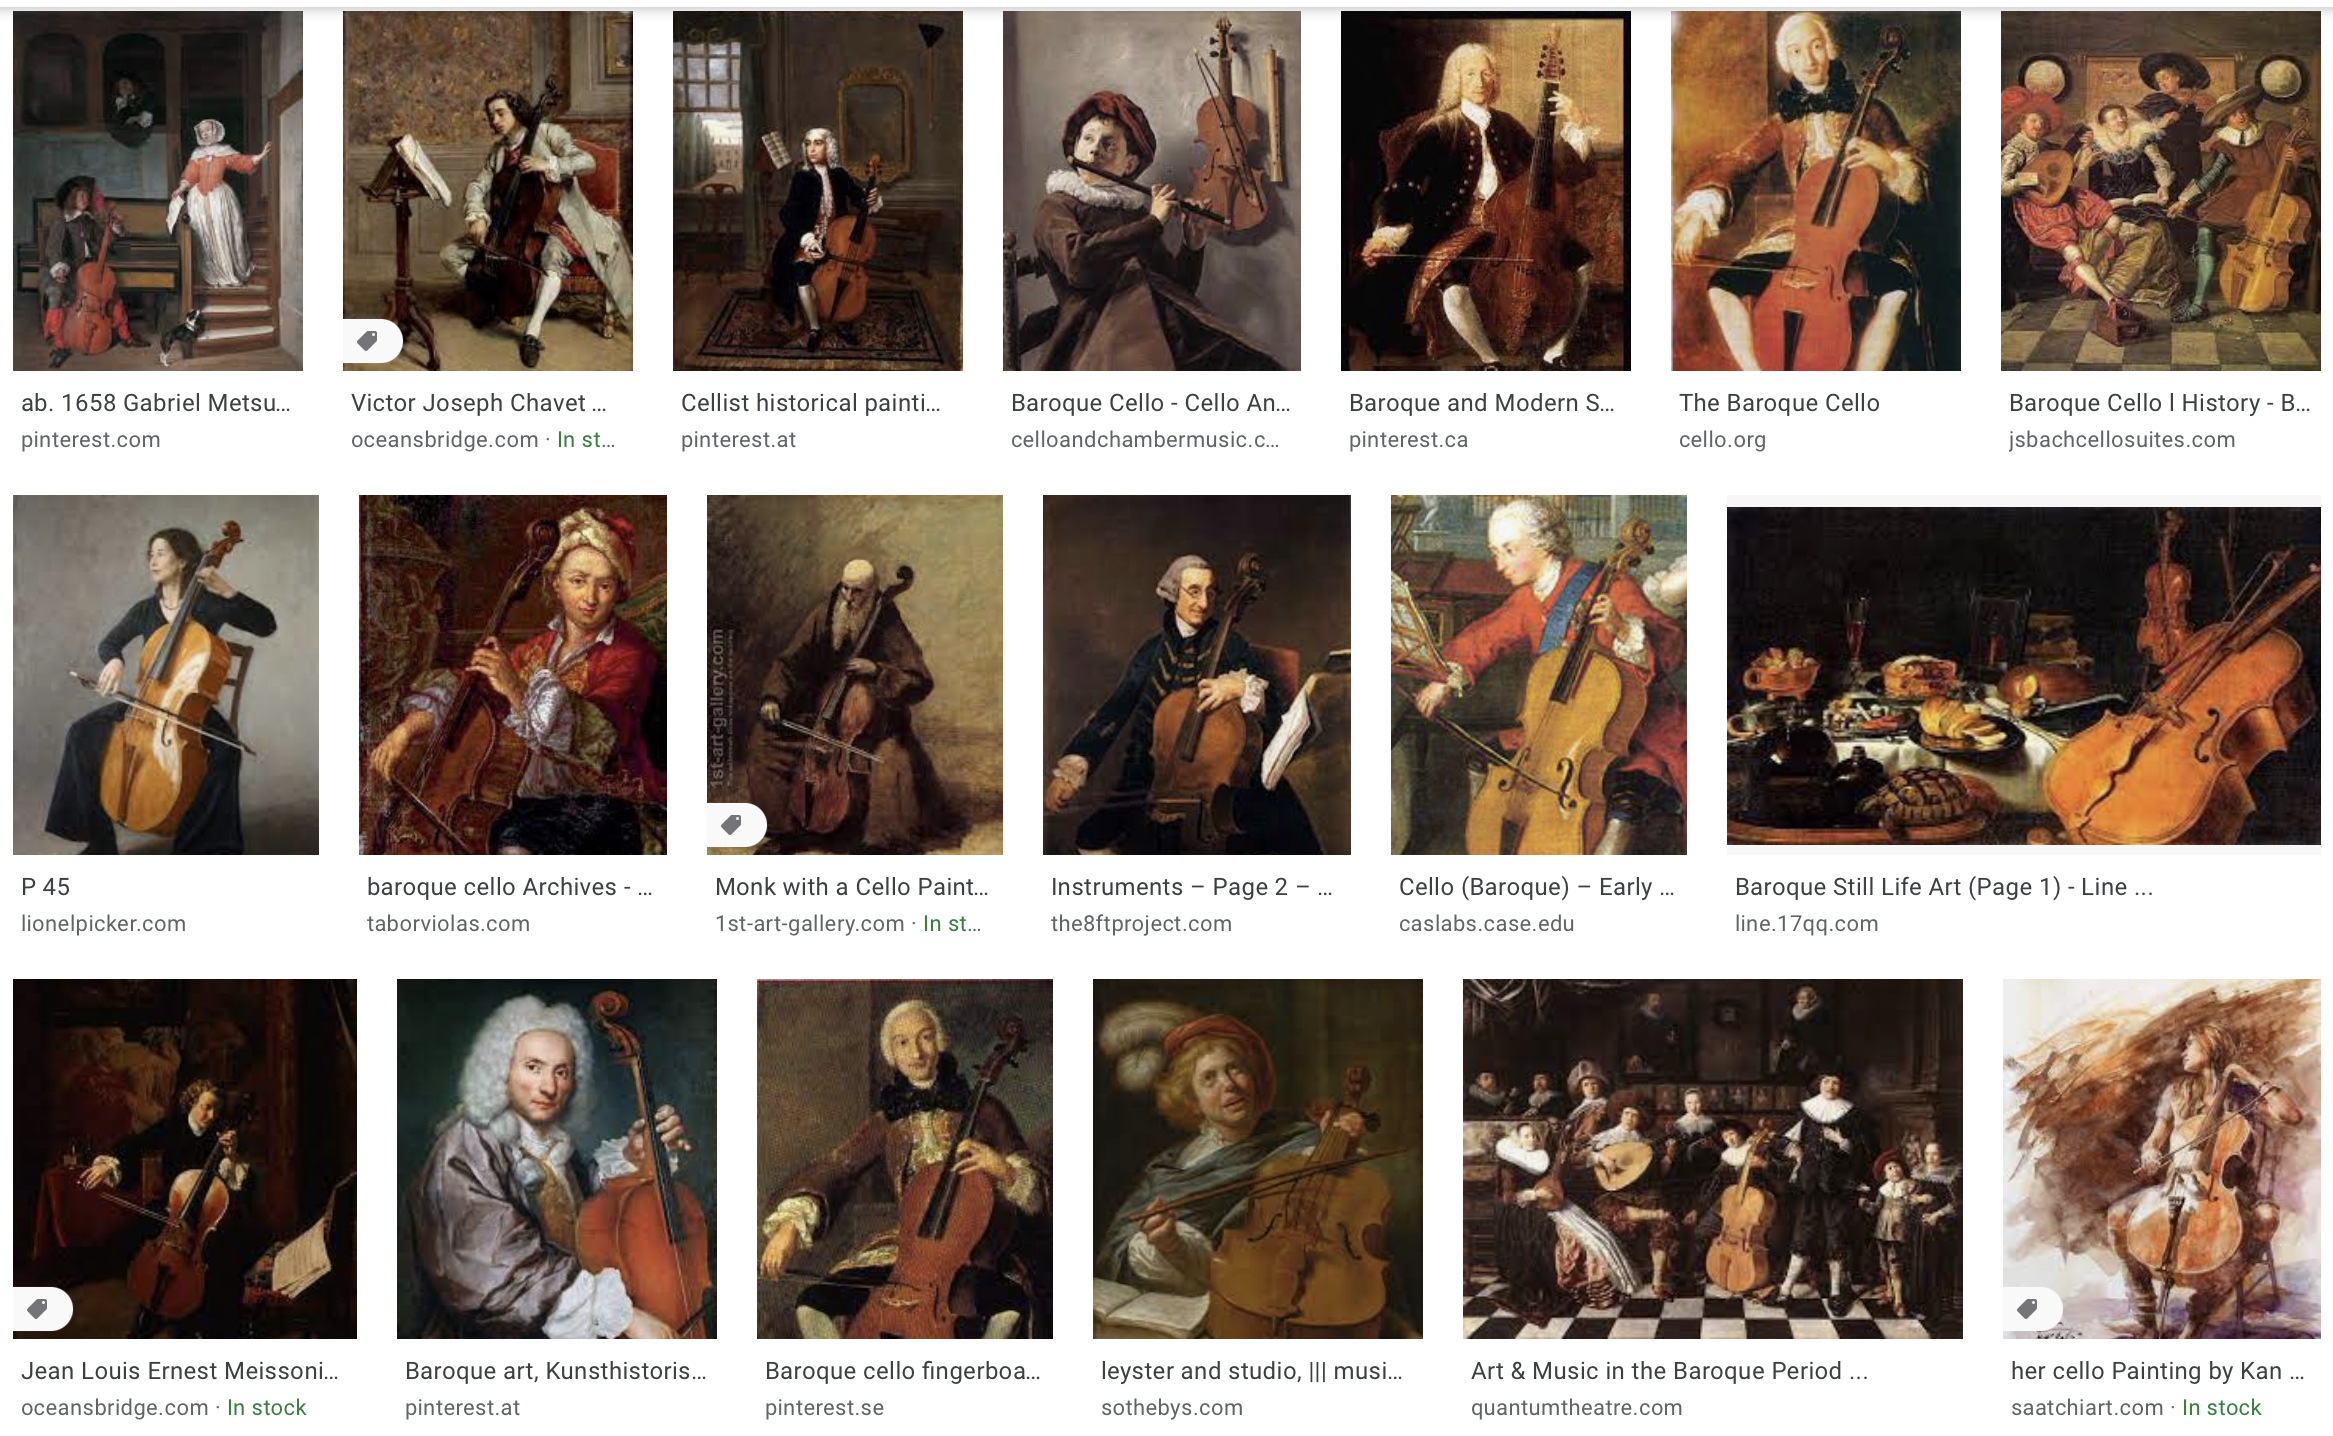 ab. 1658 Gabriel Metsu...
pinterest.com
Victor Joseph Chavet ...
oceansbridge.com · In st...
Cellist historical painti...
pinterest.at
Baroque Cello - Cello An...
celloandchambermusic.c...
Baroque and Modern S...
pinterest.ca
The Baroque Cello
cello.org
Baroque Cello l History - B...
jsbachcellosuites.com
P 45
lionelpicker.com
baroque cello Archives - ...
taborviolas.com
1st-art-gallery.com
Monk with a Cello Paint...
1st-art-gallery.com · In st...
Instruments – Page 2 – ...
the8ftproject.com
Cello (Baroque) – Early ...
caslabs.case.edu
Baroque Still Life Art (Page 1) - Line ...
line.17qq.com
Jean Louis Ernest Meissoni...
oceansbridge.com · In stock
Baroque art, Kunsthistoris...
pinterest.at
Baroque cello fingerboa...
pinterest.se
leyster and studio, ||| musi...
sothebys.com
Art & Music in the Baroque Period ...
quantumtheatre.com
her cello Painting by Kan ...
saatchiart.com · In stock